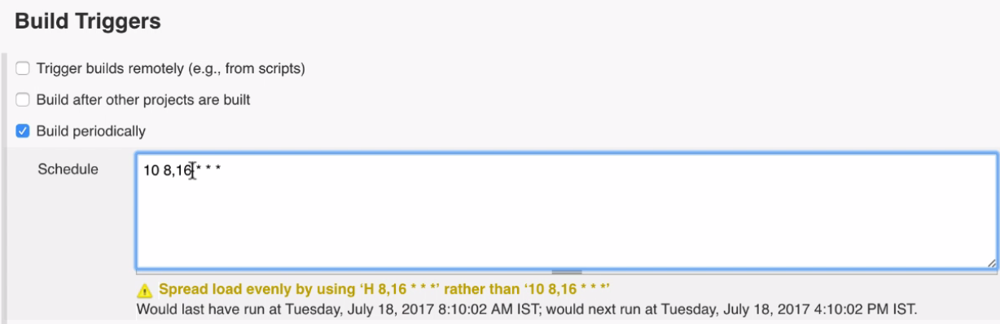 Build Triggers
Trigger builds remotely (e.g., from scripts)
Build after other projects are built
Build periodically
Schedule
10 8,16 * * *
Spread load evenly by using ‘H 8,16 * * *’ rather than ‘10 8,16 * * *’
Would last have run at Tuesday, July 18, 2017 8:10:02 AM IST; would next run at Tuesday, July 18, 2017 4:10:02 PM IST.